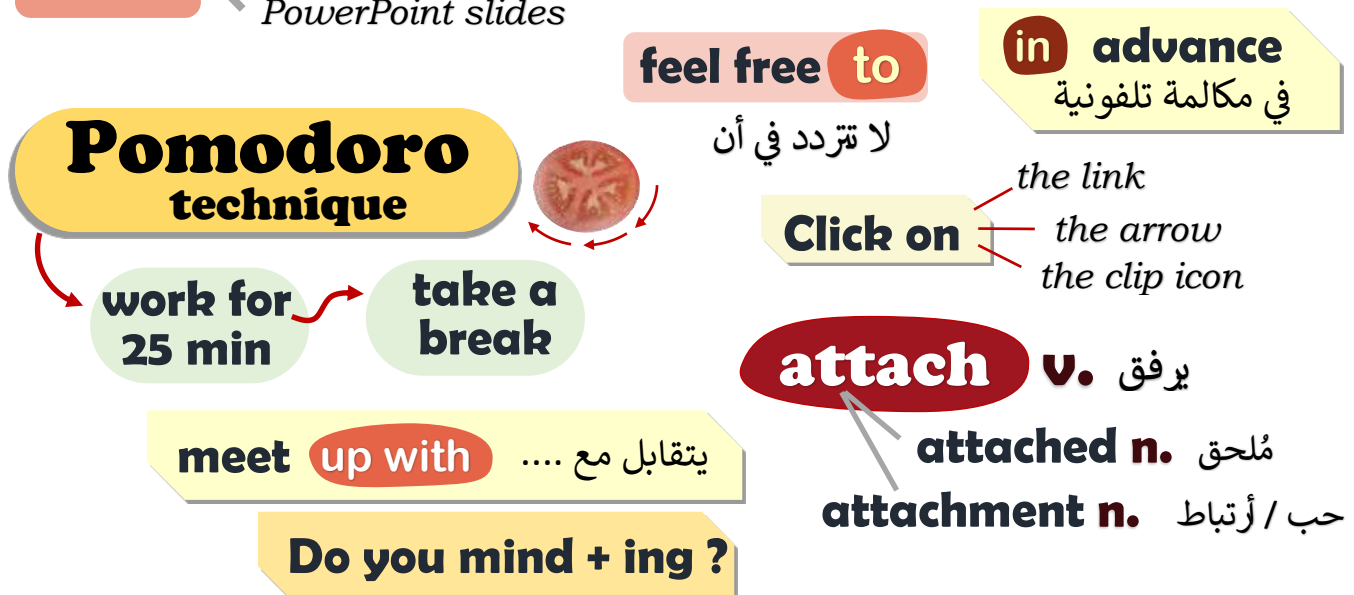 PowerPoint slides
feel free to
لا تتردد في أن
in advance
في مكالمة تلفونية
Pomodoro
technique
work for
25 min
take a
break
Click on
the link
the arrow
the clip icon
attach v. يرفق
attached n. مُلحق
attachment n. حب / أرتباط
meet up with يتقابل مع ....
Do you mind + ing ?